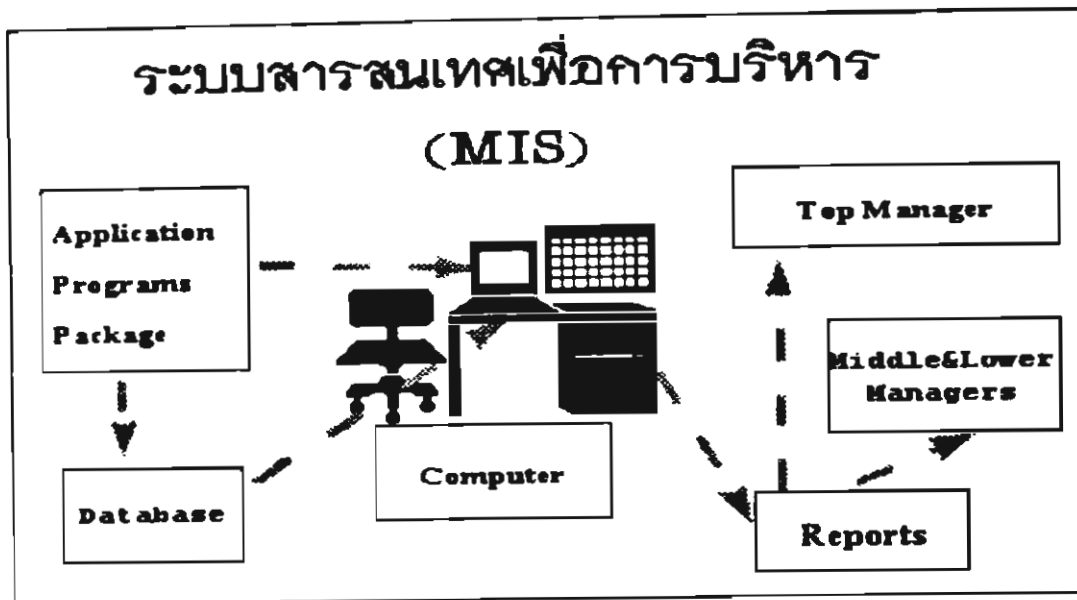 ระบบสารสนเทศเพื่อการบริหาร
(MIS)
Application
Programs
Package
Database
Computer
Top Manager
Middle&Lower
Managers
Reports